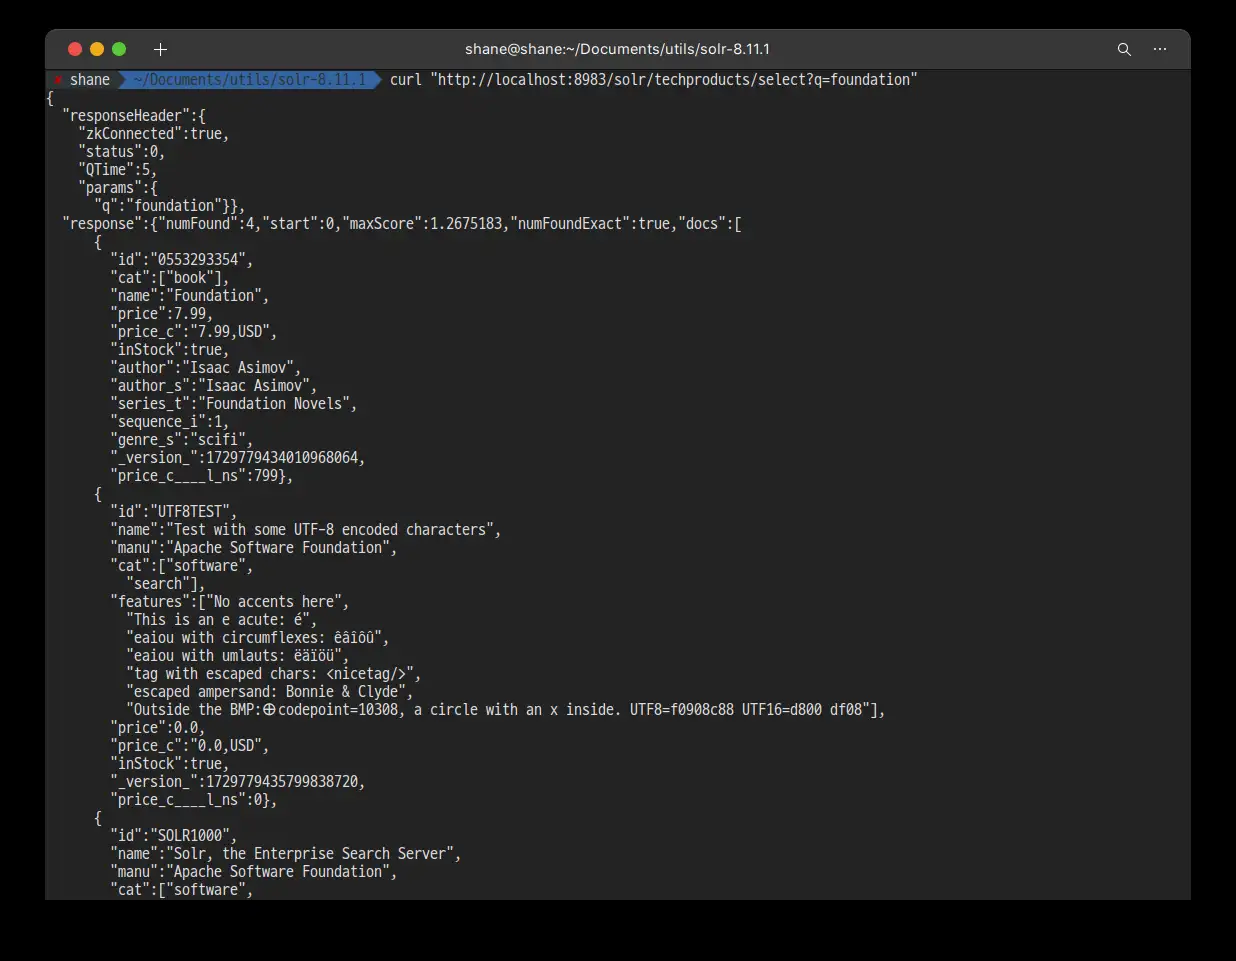 shane@shane:~/Documents/utils/solr-8.11.1
shane ~/Documents/utils/solr-8.11.1 curl "http://localhost:8983/solr/techproducts/select?q=foundation"
{
  "responseHeader":{
    "zkConnected":true,
    "status":0,
    "QTime":5,
    "params":{
      "q":"foundation"}},
  "response":{"numFound":4,"start":0,"maxScore":1.2675183,"numFoundExact":true,"docs":[
      {
        "id":"0553293354",
        "cat":["book"],
        "name":"Foundation",
        "price":7.99,
        "price_c":"7.99,USD",
        "inStock":true,
        "author":"Isaac Asimov",
        "author_s":"Isaac Asimov",
        "series_t":"Foundation Novels",
        "sequence_i":1,
        "genre_s":"scifi",
        "_version_":1729779434010968064,
        "price_c____l_ns":799},
      {
        "id":"UTF8TEST",
        "name":"Test with some UTF-8 encoded characters",
        "manu":"Apache Software Foundation",
        "cat":["software",
          "search"],
        "features":["No accents here",
          "This is an e acute: é",
          "eaiou with circumflexes: êâîôû",
          "eaiou with umlauts: ëäïöü",
          "tag with escaped chars: <nicetag/>",
          "escaped ampersand: Bonnie & Clyde",
          "Outside the BMP:𐌈 codepoint=10308, a circle with an x inside. UTF8=f0908c88 UTF16=d800 df08"],
        "price":0.0,
        "price_c":"0.0,USD",
        "inStock":true,
        "_version_":1729779435799838720,
        "price_c____l_ns":0},
      {
        "id":"SOLR1000",
        "name":"Solr, the Enterprise Search Server",
        "manu":"Apache Software Foundation",
        "cat":["software",